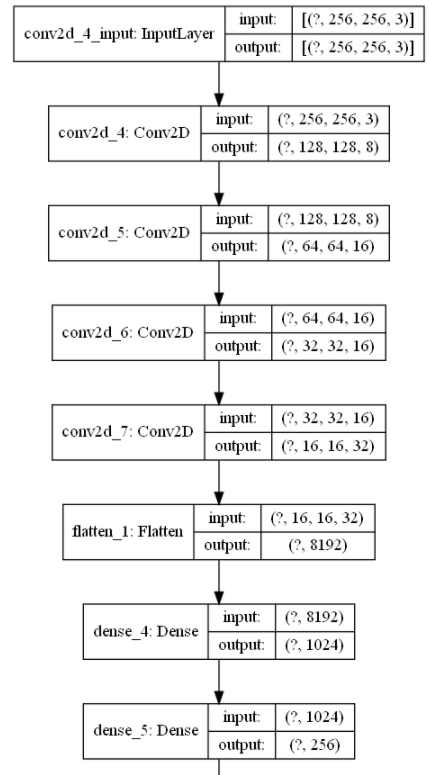 conv2d_4_input: InputLayer
input: [(?, 256, 256, 3)]
output: [(?, 256, 256, 3)]
conv2d_4: Conv2D
input: (?, 256, 256, 3)
output: (?, 128, 128, 8)
conv2d_5: Conv2D
input: (?, 128, 128, 8)
output: (?, 64, 64, 16)
conv2d_6: Conv2D
input: (?, 64, 64, 16)
output: (?, 32, 32, 16)
conv2d_7: Conv2D
input: (?, 32, 32, 16)
output: (?, 16, 16, 32)
flatten_1: Flatten
input: (?, 16, 16, 32)
output: (?, 8192)
dense_4: Dense
input: (?, 8192)
output: (?, 1024)
dense_5: Dense
input: (?, 1024)
output: (?, 256)